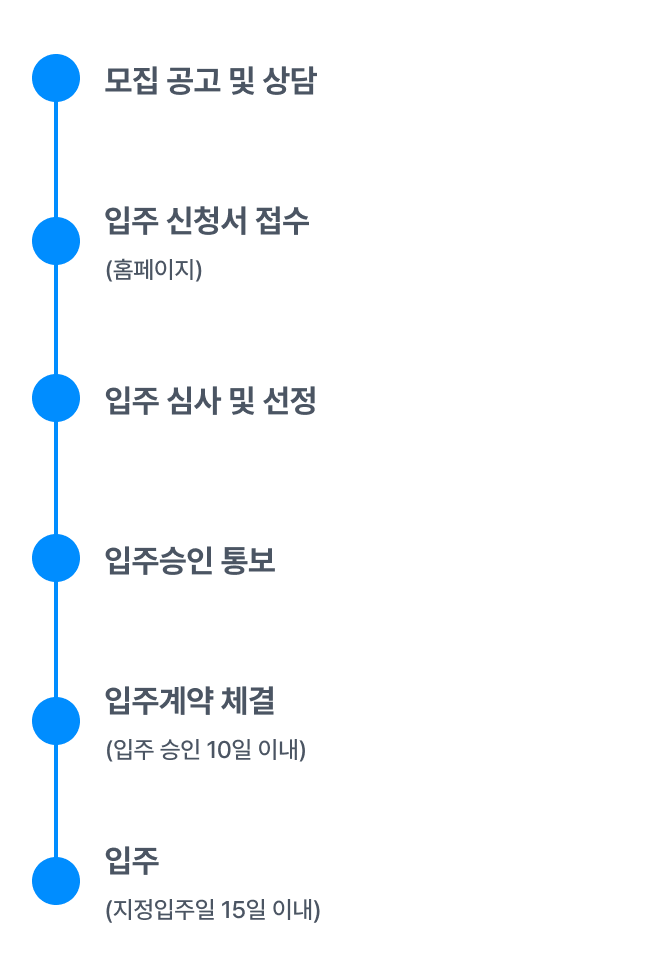 모집 공고 및 상담
입주 신청서 접수
(홈페이지)
입주 심사 및 선정
입주승인 통보
입주계약 체결
(입주 승인 10일 이내)
입주
(지정입주일 15일 이내)